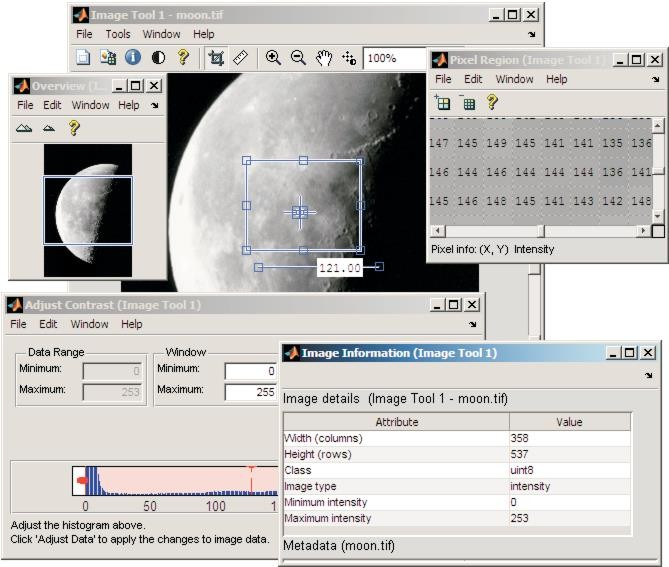 Image Tool 1 - moon.tif
File Tools Window Help
100%
Overview (I...
File Edit Window Help
121.00
Pixel Region (Image Tool 1)
File Edit Window Help
147 145 149 145 141 141 135 136
146 144 146 144 144 144 136 141
145 146 148 145 141 143 142 148
Pixel info: (X, Y) Intensity
Adjust Contrast (Image Tool 1)
File Edit Window Help
Data Range
Minimum: 0
Maximum: 253
Window
Minimum: 0
Maximum: 255
0 50 100 1
Adjust the histogram above.
Click 'Adjust Data' to apply the changes to image data.
Image Information (Image Tool 1)
Image details (Image Tool 1 - moon.tif)
Attribute Value
Width (columns) 358
Height (rows) 537
Class uint8
Image type intensity
Minimum intensity 0
Maximum intensity 253
Metadata (moon.tif)